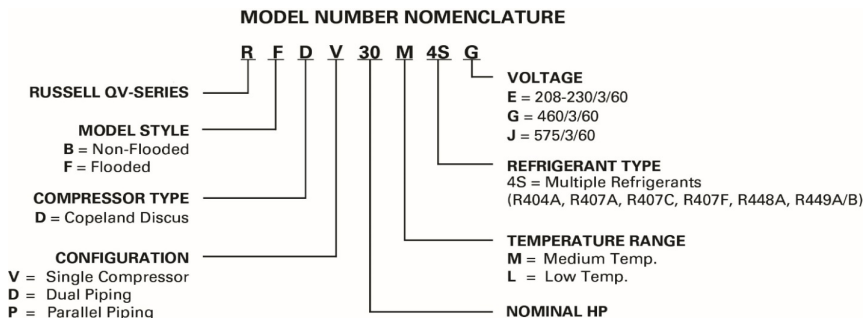 MODEL NUMBER NOMENCLATURE
R F D V 30 M 4S G
RUSSELL QV-SERIES
MODEL STYLE
B = Non-Flooded
F = Flooded
COMPRESSOR TYPE
D = Copeland Discus
CONFIGURATION
V = Single Compressor
D = Dual Piping
P = Parallel Piping
VOLTAGE
E = 208-230/3/60
G = 460/3/60
J = 575/3/60
REFRIGERANT TYPE
4S = Multiple Refrigerants
(R404A, R407A, R407C, R407F, R448A, R449A/B)
TEMPERATURE RANGE
M = Medium Temp.
L = Low Temp.
NOMINAL HP